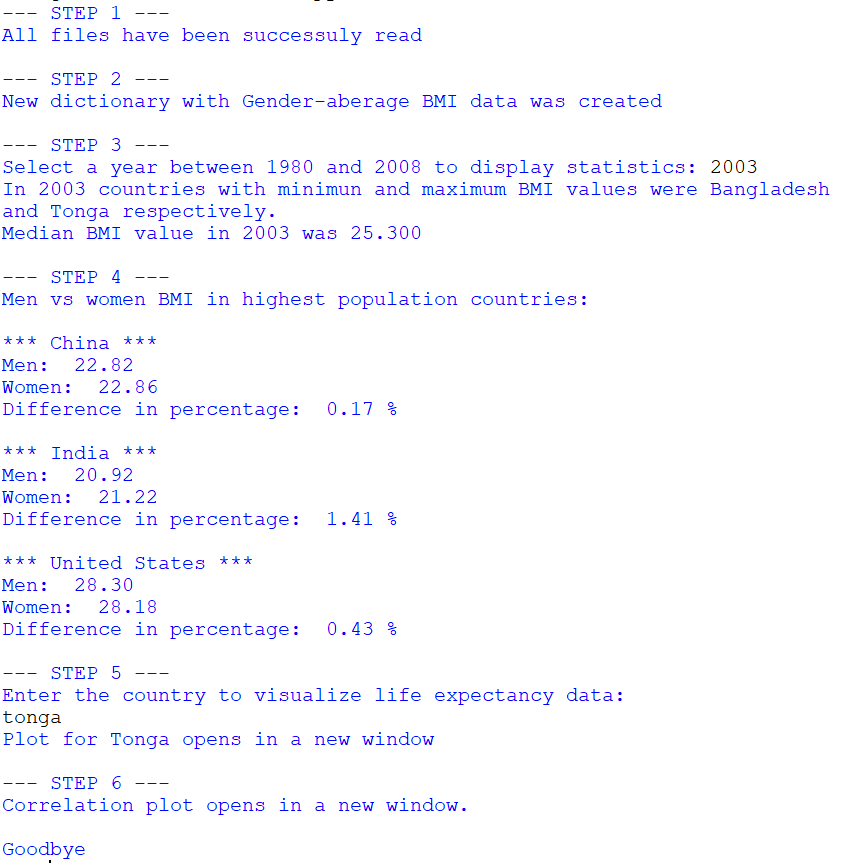 --- STEP 1 ---
All files have been successuly read
--- STEP 2 ---
New dictionary with Gender-aberage BMI data was created
--- STEP 3 ---
Select a year between 1980 and 2008 to display statistics: 2003
In 2003 countries with minimun and maximum BMI values were Bangladesh
and Tonga respectively.
Median BMI value in 2003 was 25.300
--- STEP 4 ---
Men vs women BMI in highest population countries:
*** China ***
Men:  22.82
Women:  22.86
Difference in percentage:  0.17 %
*** India ***
Men:  20.92
Women:  21.22
Difference in percentage:  1.41 %
*** United States ***
Men:  28.30
Women:  28.18
Difference in percentage:  0.43 %
--- STEP 5 ---
Enter the country to visualize life expectancy data:
tonga
Plot for Tonga opens in a new window
--- STEP 6 ---
Correlation plot opens in a new window.
Goodbye